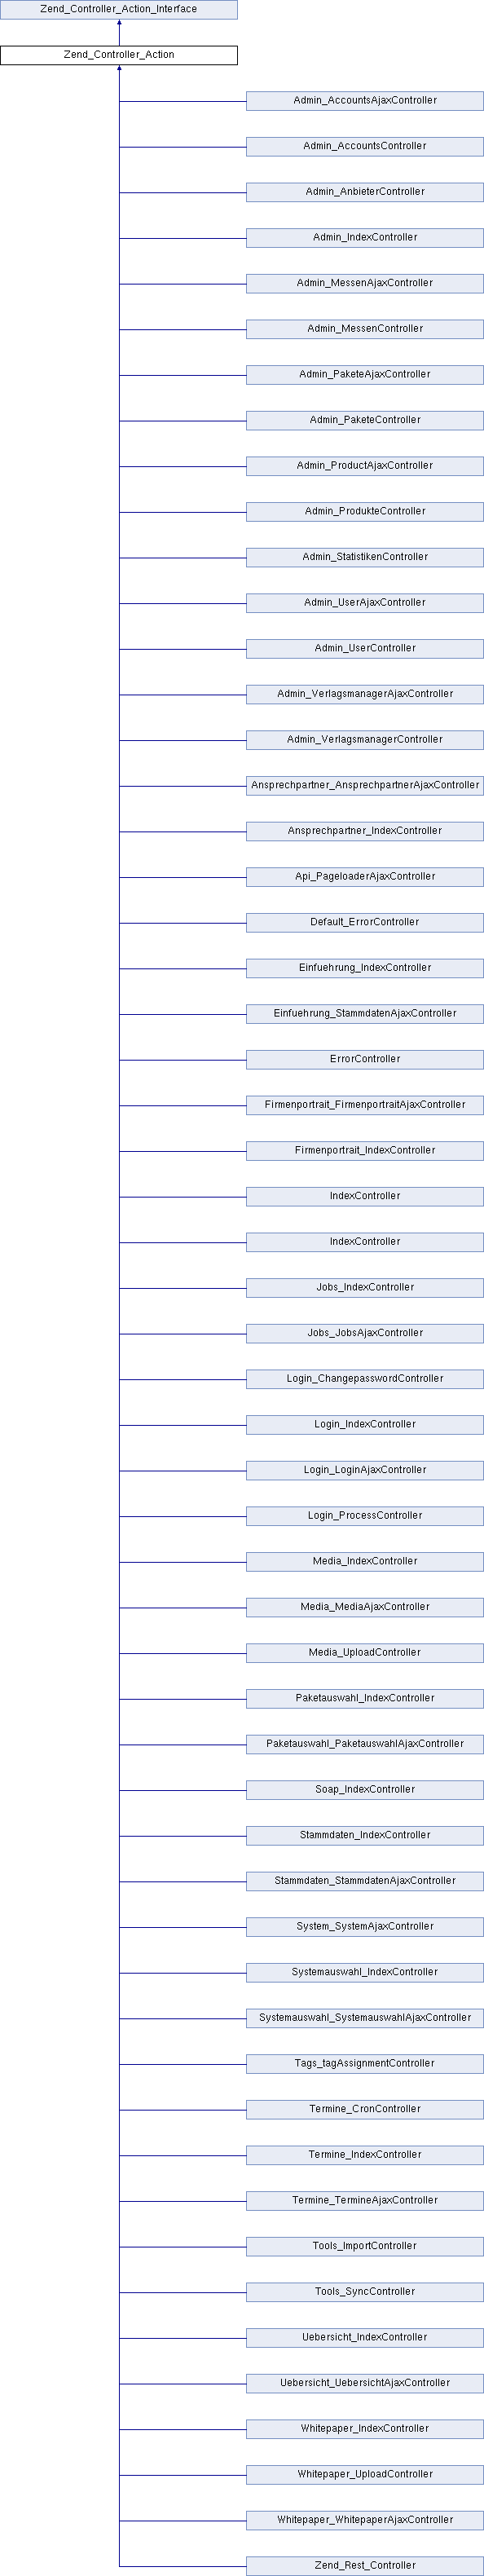 Zend_Controller_Action_Interface
Zend_Controller_Action
Admin_AccountsAjaxController
Admin_AccountsController
Admin_AnbieterController
Admin_IndexController
Admin_MessenAjaxController
Admin_MessenController
Admin_PaketeAjaxController
Admin_PaketeController
Admin_ProductAjaxController
Admin_ProdukteController
Admin_StatistikenController
Admin_UserAjaxController
Admin_UserController
Admin_VerlagsmanagerAjaxController
Admin_VerlagsmanagerController
Ansprechpartner_AnsprechpartnerAjaxController
Ansprechpartner_IndexController
Api_PageloaderAjaxController
Default_ErrorController
Einfuehrung_IndexController
Einfuehrung_StammdatenAjaxController
ErrorController
Firmenportrait_FirmenportraitAjaxController
Firmenportrait_IndexController
IndexController
IndexController
Jobs_IndexController
Jobs_JobsAjaxController
Login_ChangepasswordController
Login_IndexController
Login_LoginAjaxController
Login_ProcessController
Media_IndexController
Media_MediaAjaxController
Media_UploadController
Paketauswahl_IndexController
Paketauswahl_PaketauswahlAjaxController
Soap_IndexController
Stammdaten_IndexController
Stammdaten_StammdatenAjaxController
System_SystemAjaxController
Systemauswahl_IndexController
Systemauswahl_SystemauswahlAjaxController
Tags_tagAssignmentController
Termine_CronController
Termine_IndexController
Termine_TermineAjaxController
Tools_ImportController
Tools_SyncController
Uebersicht_IndexController
Uebersicht_UebersichtAjaxController
Whitepaper_IndexController
Whitepaper_UploadController
Whitepaper_WhitepaperAjaxController
Zend_Rest_Controller